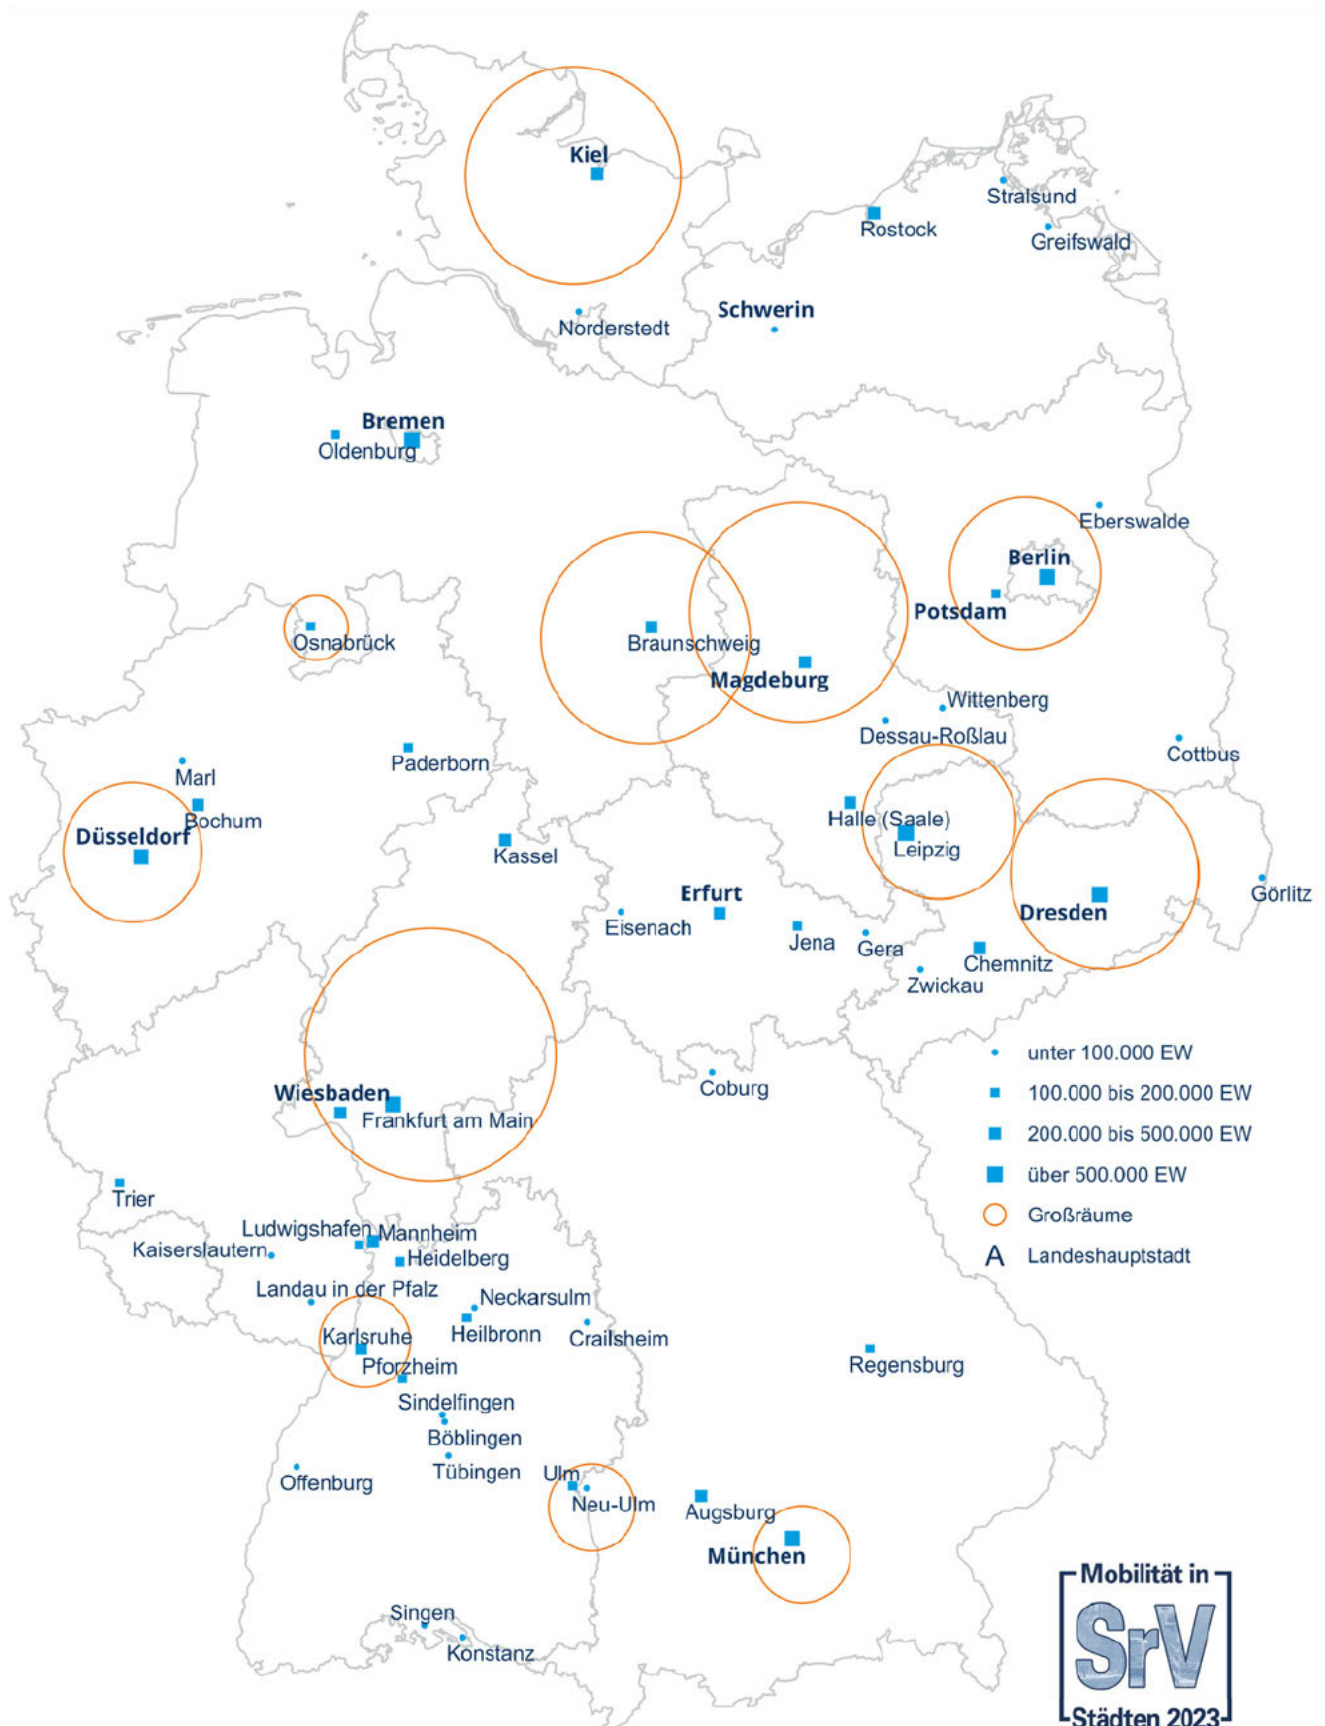 Kiel
Stralsund
Rostock
Greifswald
Schwerin
Norderstedt
Bremen
Oldenburg
Eberswalde
Berlin
Potsdam
Osnabrück
Braunschweig
Magdeburg
Wittenberg
Dessau-Roßlau
Cottbus
Paderborn
Marl
Bochum
Düsseldorf
Halle (Saale)
Leipzig
Kassel
Erfurt
Görlitz
Dresden
Eisenach
Jena
Gera
Chemnitz
Zwickau
unter 100.000 EW
100.000 bis 200.000 EW
200.000 bis 500.000 EW
über 500.000 EW
Großräume
A Landeshauptstadt
Coburg
Wiesbaden
Frankfurt am Main
Trier
Ludwigshafen
Mannheim
Kaiserslautern
Heidelberg
Landau in der Pfalz
Neckarsulm
Karlsruhe
Heilbronn
Crailsheim
Pforzheim
Regensburg
Sindelfingen
Böblingen
Tübingen
Ulm
Offenburg
Neu-Ulm
Augsburg
München
Singen
Konstanz
Mobilität in
SrV
Städten 2023